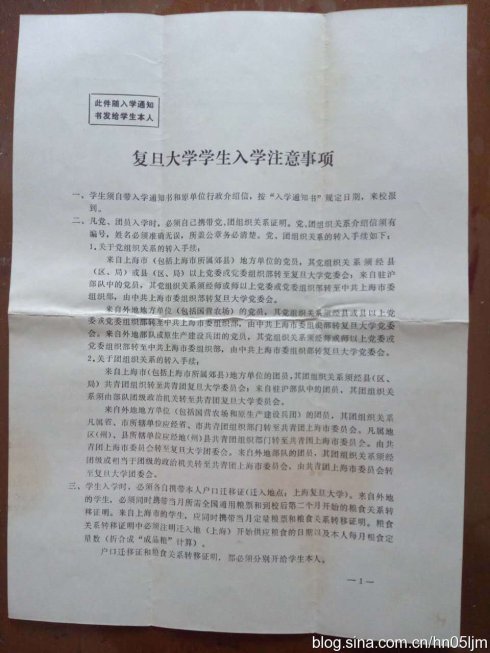 此件随入学通知
书发给学生本人
复旦大学学生入学注意事项
一、学生须自带入学通知书和原单位行政介绍信，按“入学通知书”规定日期，来校报
到。
二、凡党、团员入学时，必须自己携带党、团组织关系证明。党、团组织关系介绍信须有
编号，姓名必须准确无误，所盖公章务必清楚。党、团组织关系的转入手续如下：
1.关于党组织关系的转入手续：
来自上海市（包括上海市所属郊县）地方单位的党员，其党组织关系须经县
（区、局）或县（区、局）以上党委或党委组织部转至复旦大学党委会；来自驻沪
部队中的党员，其党组织关系须经师或师以上党委或党委组织部转至中共上海市委
组织部，由中共上海市委组织部转复旦大学党委会。
来自外地地方单位（包括国营农场）的党员，其党组织关系须经县或县以上党
委或党委组织部转至中共上海市委组织部，由中共上海市委组织部转复旦大学党委会。
来自外地部队或原生产建设兵团的党员，其党组织关系须经师或师以上党委或
党委组织部转至中共上海市委组织部，由中共上海市委组织部转复旦大学党委会。
2.关于团组织关系的转入手续：
来自上海市（包括上海市所属郊县）地方单位的团员，其团组织关系须经县（区、
局）共青团组织转至共青团复旦大学委员会；来自驻沪部队中的团员，其团组织关
系须由部队团级政治机关转至共青团复旦大学委员会。
来自外地地方单位（包括国营农场和原生产建设兵团）的团员，其团组织关系
凡属省、市所辖单位应经省、市共青团组织部门转至共青团上海市委员会。凡属地
区（州）、县所辖单位应经地（州）县共青团组织部门转至共青团上海市委员会。由共
青团上海市委员会转至复旦大学团委会。来自外地部队的团员，其团组织关系须经
团级或相当于团级的政治机关转至共青团上海市委员会，由共青团上海市委员会转
至复旦大学团委会。
三、学生入学时，必须各自携带本人户口迁移证（迁入地点：上海复旦大学）。来自外地
的学生，必须同时携带当月所需全国通用粮票和到校后第二个月开始的粮食关系转
移证明。来自上海市的学生，应同时携带当月定量粮票和粮食关系转移证明。粮食
关系转移证明中必须注明迁入地（上海）开始供应粮食的日期以及本人每月粮食定
量数（折合成“成品粮”计算）。
户口迁移证和粮食关系转移证明，都必须分别开给学生本人。
—1—
blog.sina.com.cn/hn05ljm